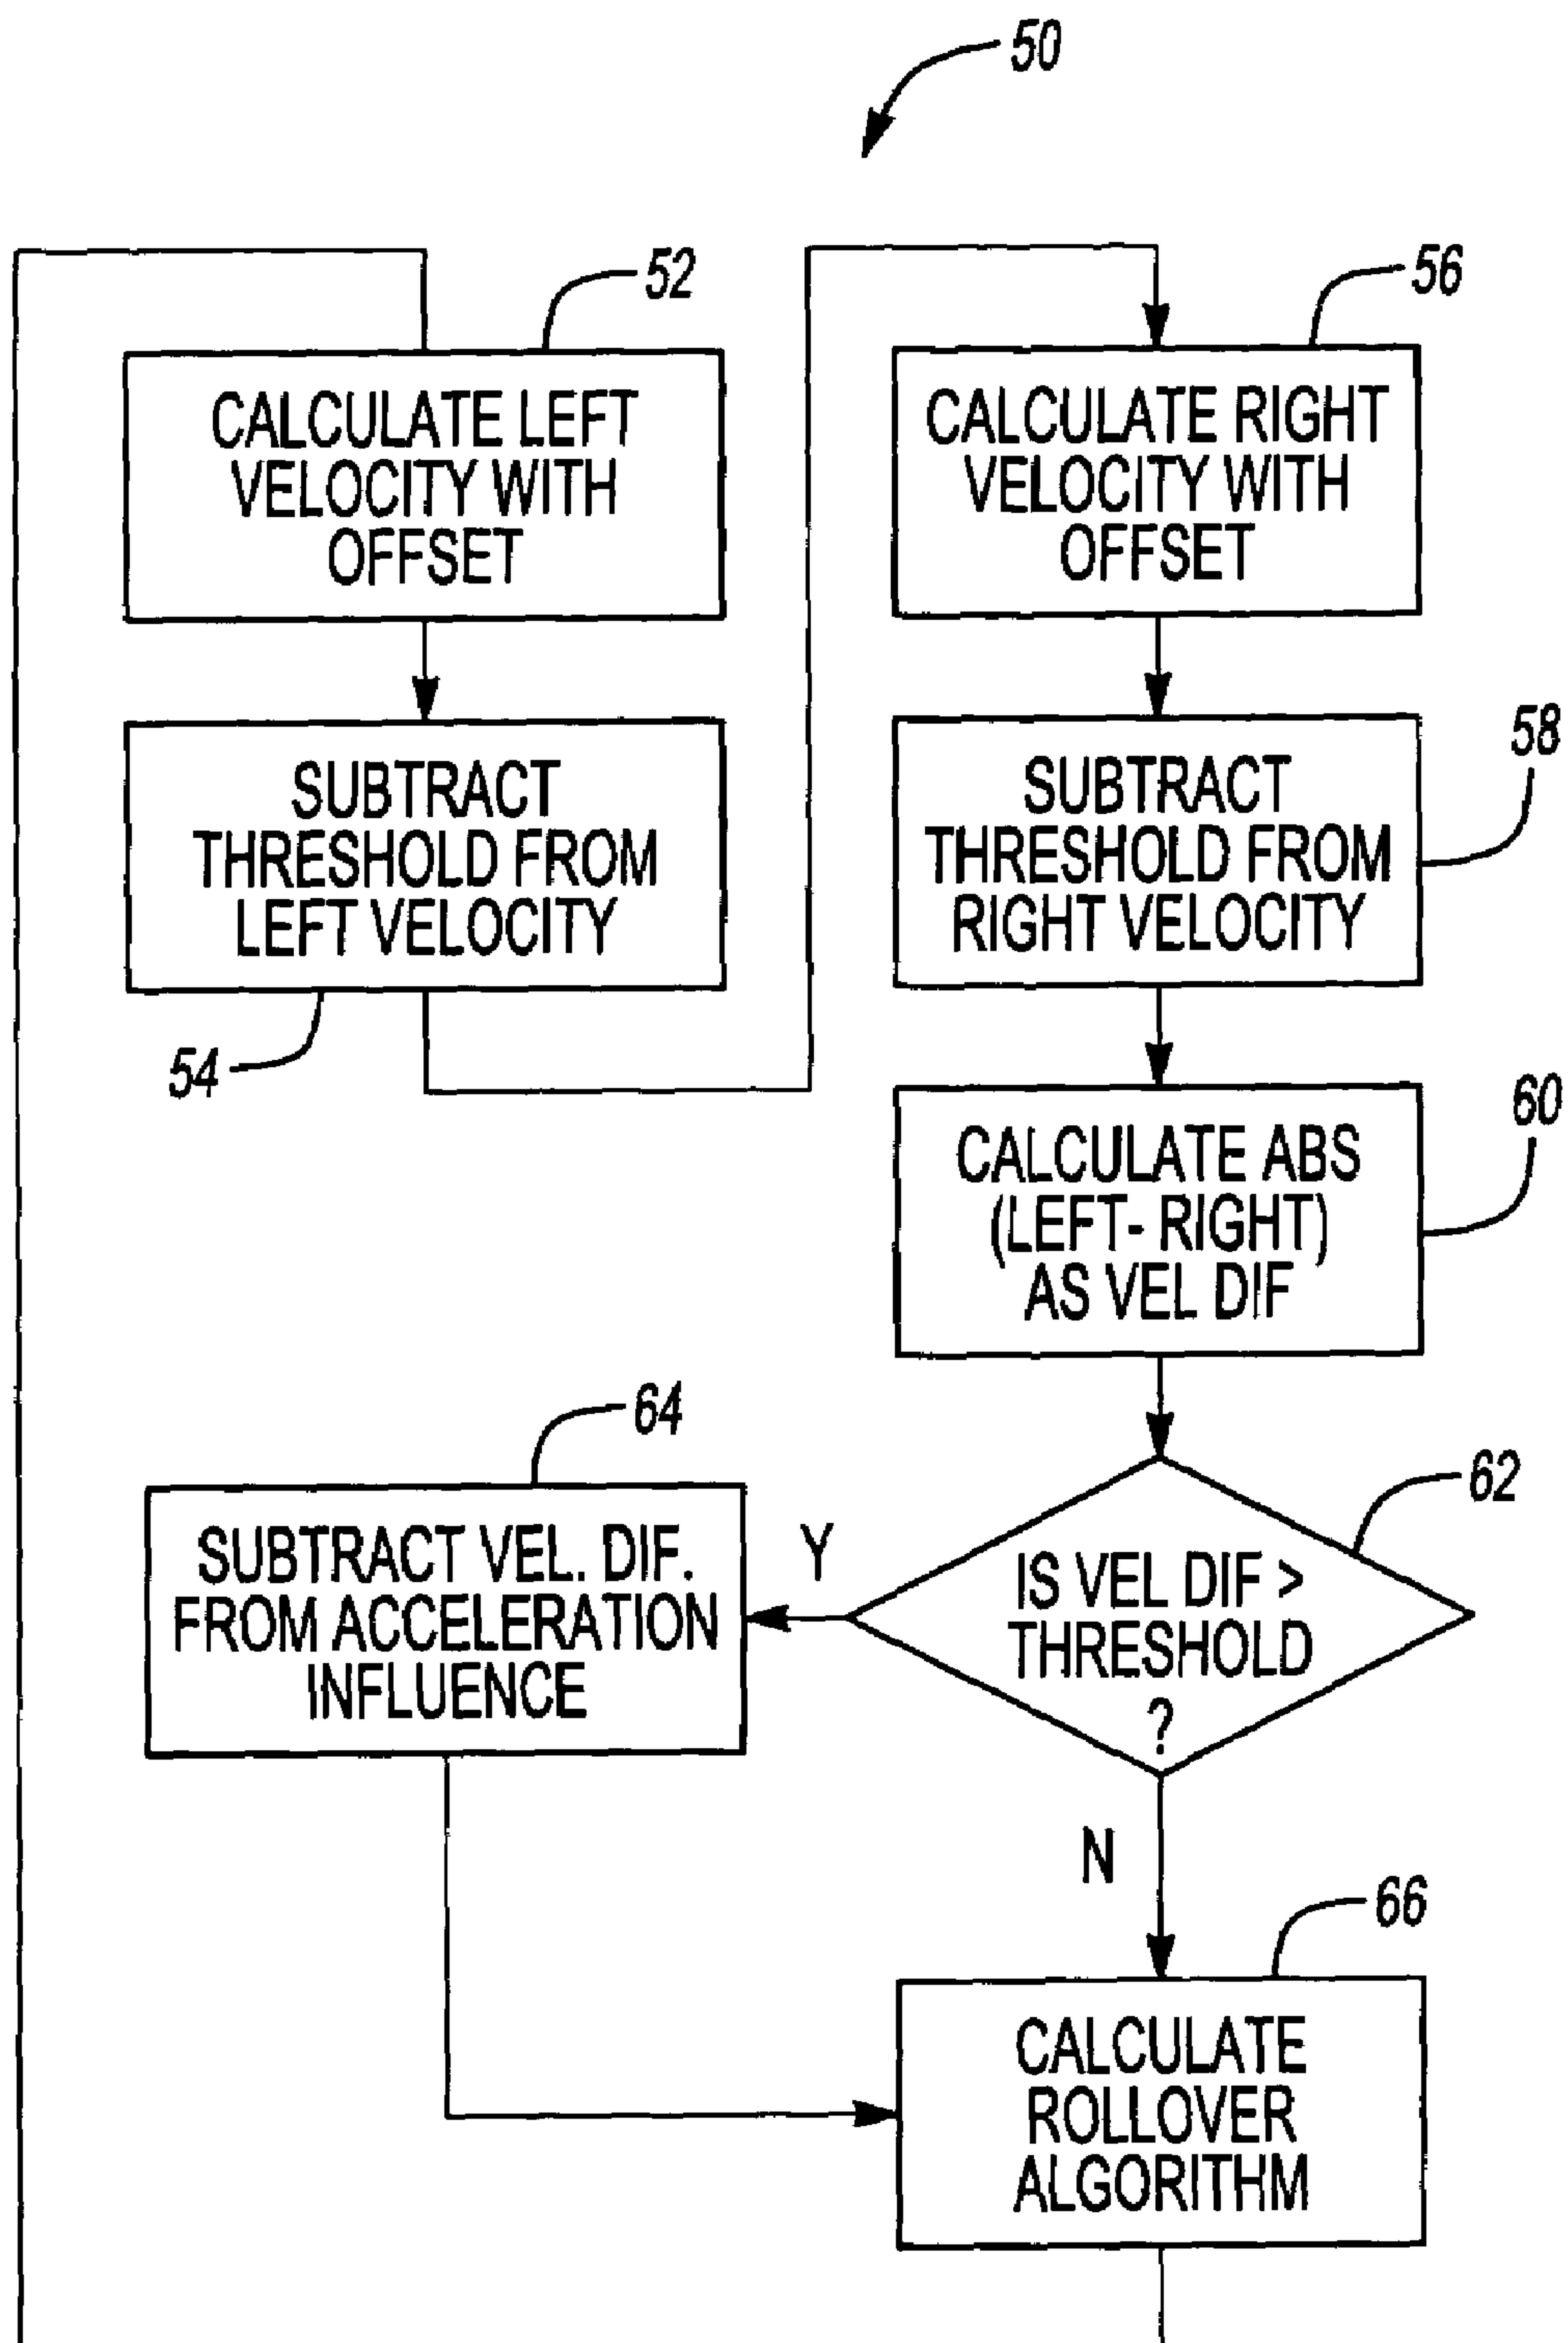 50
52
CALCULATE LEFT
VELOCITY WITH
OFFSET
SUBTRACT
THRESHOLD FROM
LEFT VELOCITY
54
56
CALCULATE RIGHT
VELOCITY WITH
OFFSET
SUBTRACT
THRESHOLD FROM
RIGHT VELOCITY
58
CALCULATE ABS
(LEFT- RIGHT)
AS VEL DIF
60
IS VEL DIF >
THRESHOLD
?
62
Y
64
SUBTRACT VEL. DIF.
FROM ACCELERATION
INFLUENCE
N
66
CALCULATE
ROLLOVER
ALGORITHM